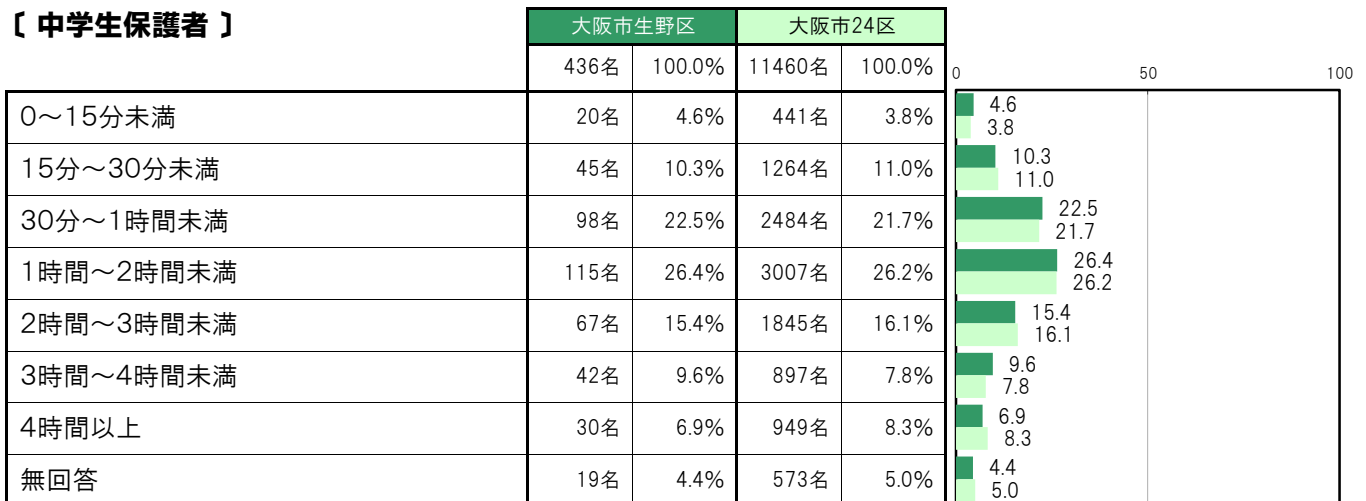 〔 中学生保護者 〕
大阪市生野区 大阪市24区
436名 100.0% 11460名 100.0%
0 50 100
0～15分未満 20名 4.6% 441名 3.8% 4.6
3.8
15分～30分未満 45名 10.3% 1264名 11.0% 10.3
11.0
30分～1時間未満 98名 22.5% 2484名 21.7% 22.5
21.7
1時間～2時間未満 115名 26.4% 3007名 26.2% 26.4
26.2
2時間～3時間未満 67名 15.4% 1845名 16.1% 15.4
16.1
3時間～4時間未満 42名 9.6% 897名 7.8% 9.6
7.8
4時間以上 30名 6.9% 949名 8.3% 6.9
8.3
無回答 19名 4.4% 573名 5.0% 4.4
5.0